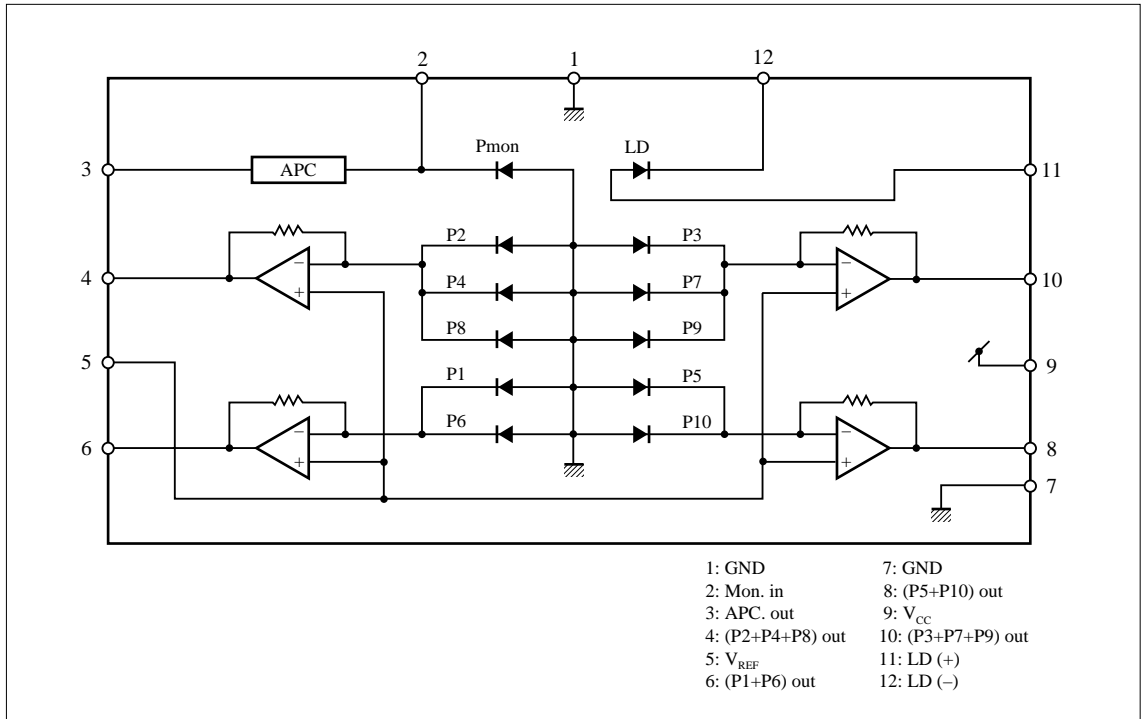 2 1 12
Pmon LD
3 APC 11
P2 P3
− −
4 P4 P7 10
+ +
P8 P9
5 9
P1 P5
− P6 P10 −
6 8
+ +
7
1: GND
2: Mon. in
3: APC. out
4: (P2+P4+P8) out
5: VREF
6: (P1+P6) out
7: GND
8: (P5+P10) out
9: VCC
10: (P3+P7+P9) out
11: LD (+)
12: LD (–)